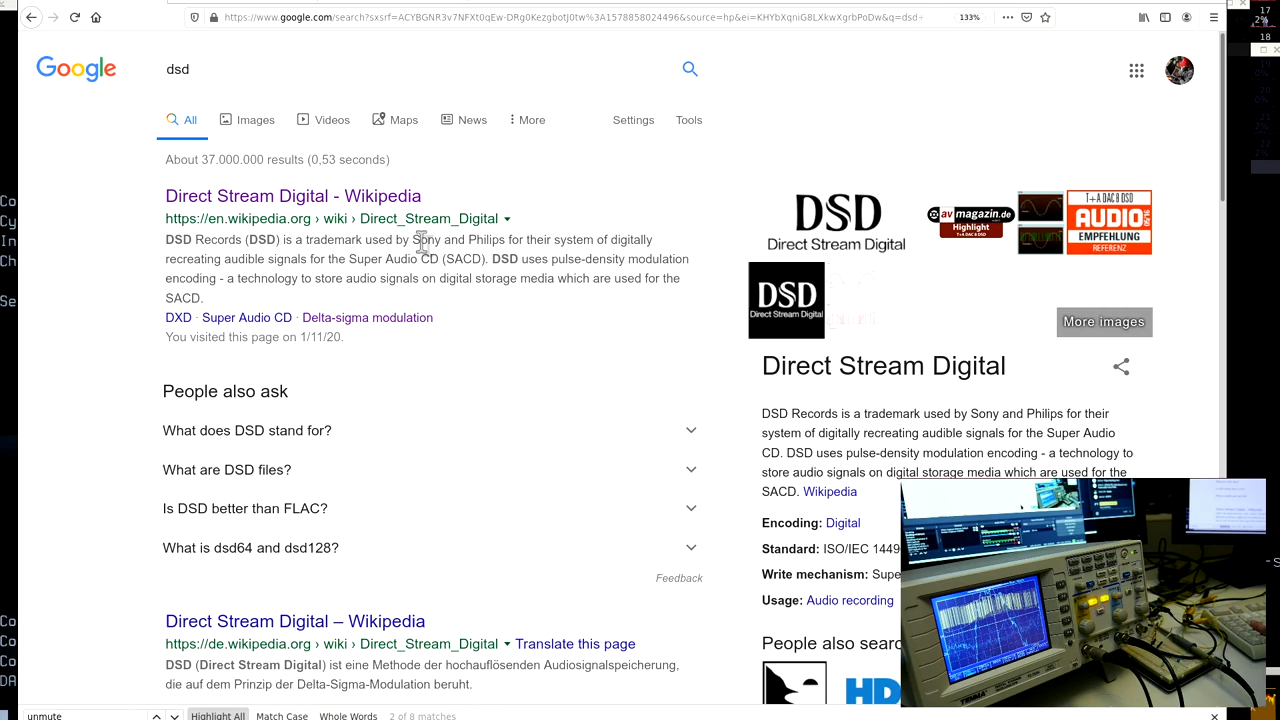 https://www.google.com/search?sxsrf=ACYBGNR3v7NFXt0qEw-DRg0KezgbotJ0tw%3A1578858024496&source=hp&ei=KHYbXqniG8LXkwXgrbPoDw&q=dsd+
133%
17
2%
18
Google
dsd
All
Images
Videos
Maps
News
More
Settings
Tools
About 37.000.000 results (0,53 seconds)
Direct Stream Digital - Wikipedia
https://en.wikipedia.org › wiki › Direct_Stream_Digital
DSD Records (DSD) is a trademark used by Sony and Philips for their system of digitally
recreating audible signals for the Super Audio CD (SACD). DSD uses pulse-density modulation
encoding - a technology to store audio signals on digital storage media which are used for the
SACD.
DXD · Super Audio CD · Delta-sigma modulation
You visited this page on 1/11/20.
People also ask
What does DSD stand for?
What are DSD files?
Is DSD better than FLAC?
What is dsd64 and dsd128?
Feedback
Direct Stream Digital – Wikipedia
https://de.wikipedia.org › wiki › Direct_Stream_Digital
Translate this page
DSD (Direct Stream Digital) ist eine Methode der hochauflösenden Audiosignalspeicherung,
die auf dem Prinzip der Delta-Sigma-Modulation beruht.
DSD
Direct Stream Digital
av magazin.de
Highlight
T+A DAC 8 DSD
T+A DAC 8 DSD
AUDIO
EMPFEHLUNG
REFERENZ
DSD
Direct Stream Digital
More images
Direct Stream Digital
DSD Records is a trademark used by Sony and Philips for their
system of digitally recreating audible signals for the Super Audio
CD. DSD uses pulse-density modulation encoding - a technology to
store audio signals on digital storage media which are used for the
SACD. Wikipedia
Encoding: Digital
Standard: ISO/IEC 1449
Write mechanism: Supe
Usage: Audio recording
People also searc
HD
TENMA
unmute
Highlight All
Match Case
Whole Words
2 of 8 matches